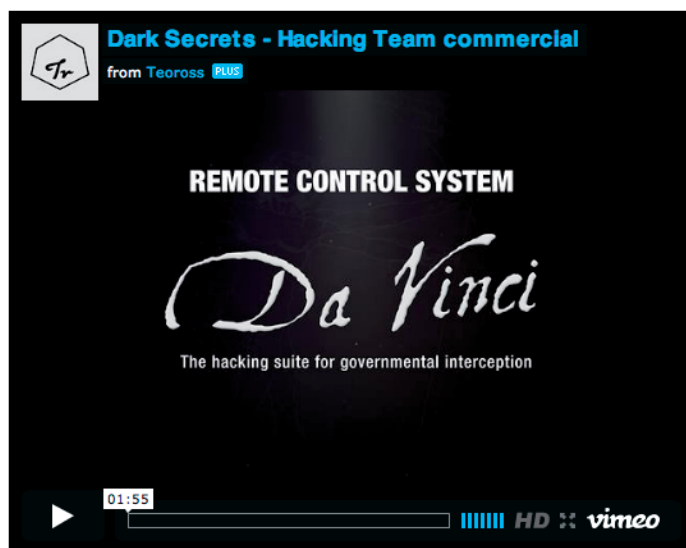 Dark Secrets - Hacking Team commercial
Tr
from Teoross PLUS
REMOTE CONTROL SYSTEM
Da Vinci
The hacking suite for governmental interception
01:55
HD vimeo